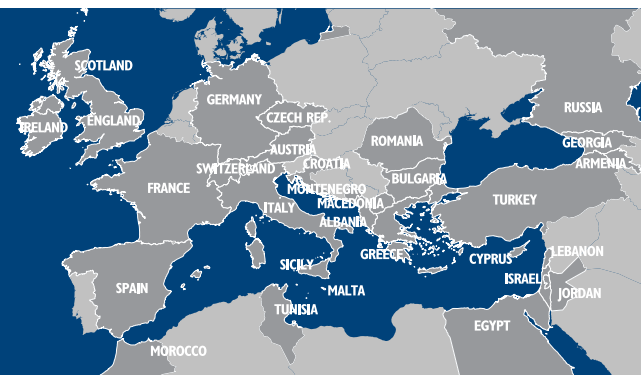 SCOTLAND
IRELAND
ENGLAND
GERMANY
CZECH REP.
AUSTRIA
SWITZERLAND
FRANCE
CROATIA
ROMANIA
RUSSIA
GEORGIA
ARMENIA
BULGARIA
MONTENEGRO
MACEDONIA
ITALY
ALBANIA
TURKEY
GREECE
CYPRUS
LEBANON
SICILY
ISRAEL
SPAIN
MALTA
JORDAN
TUNISIA
EGYPT
MOROCCO